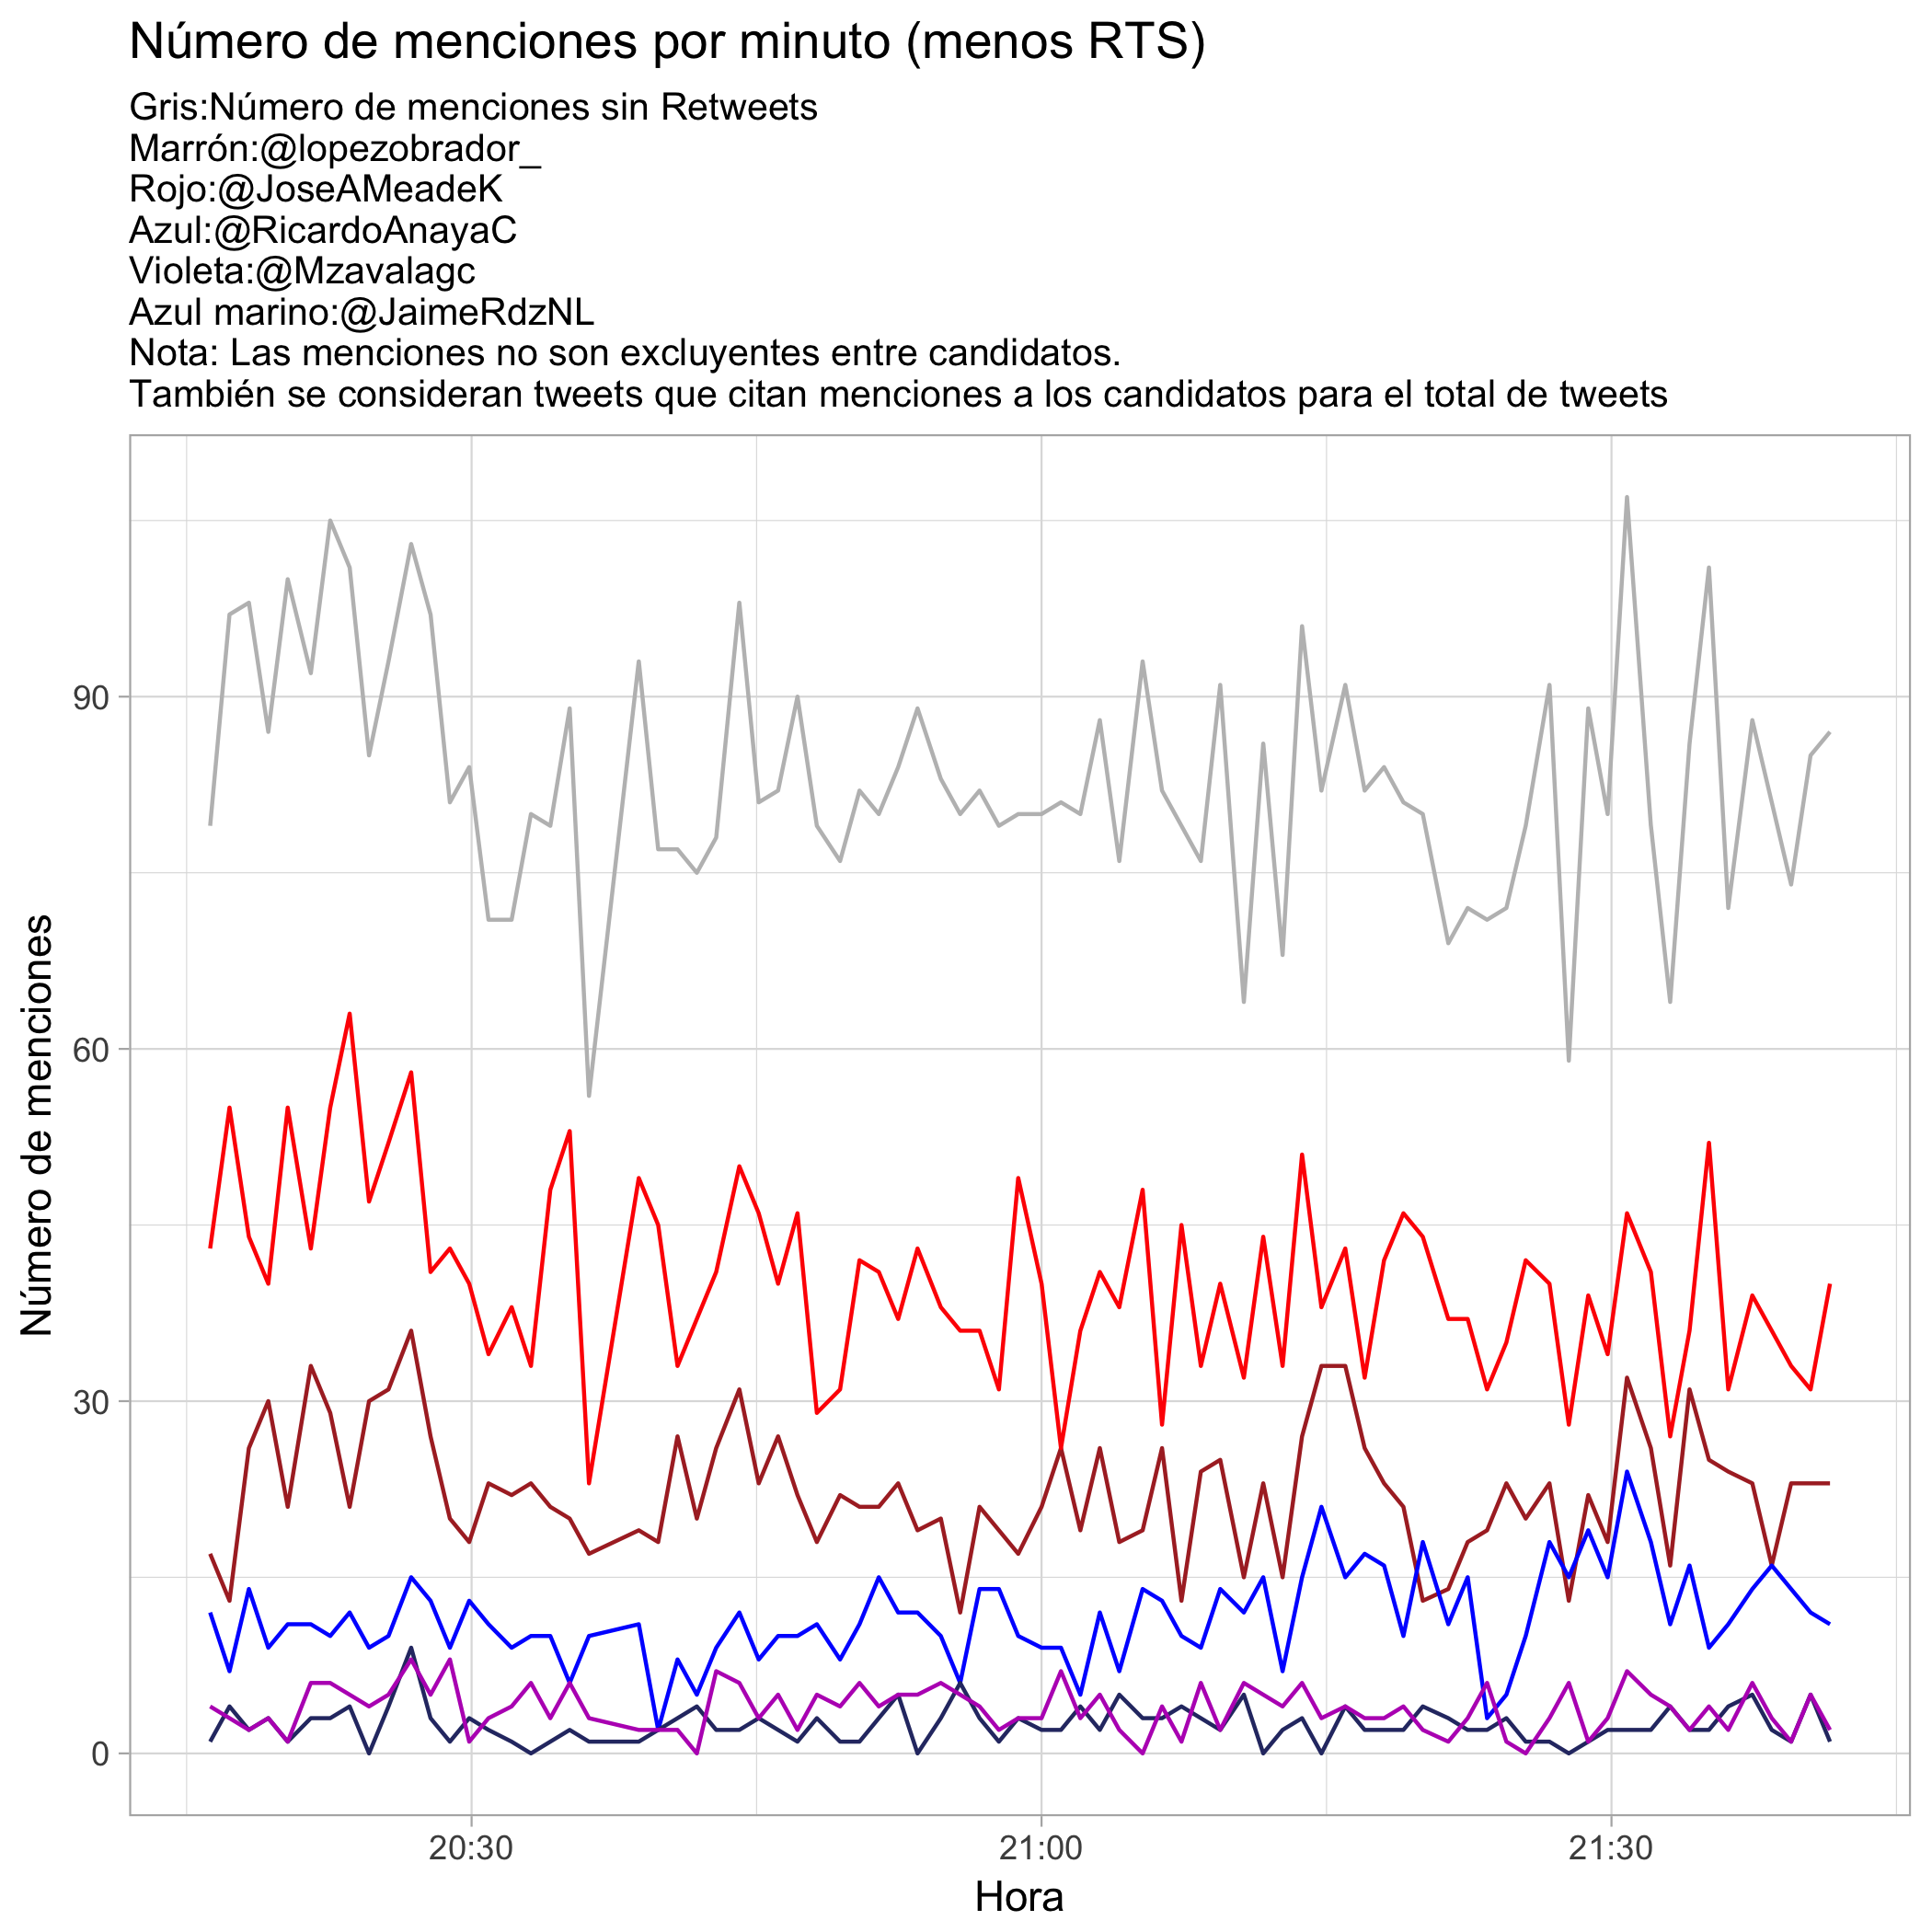 Número de menciones por minuto (menos RTS)
Gris:Número de menciones sin Retweets
Marrón:@lopezobrador_
Rojo:@JoseAMeadeK
Azul:@RicardoAnayaC
Violeta:@Mzavalagc
Azul marino:@JaimeRdzNL
Nota: Las menciones no son excluyentes entre candidatos.
También se consideran tweets que citan menciones a los candidatos para el total de tweets
Número de menciones
90
60
30
0
20:30
21:00
21:30
Hora